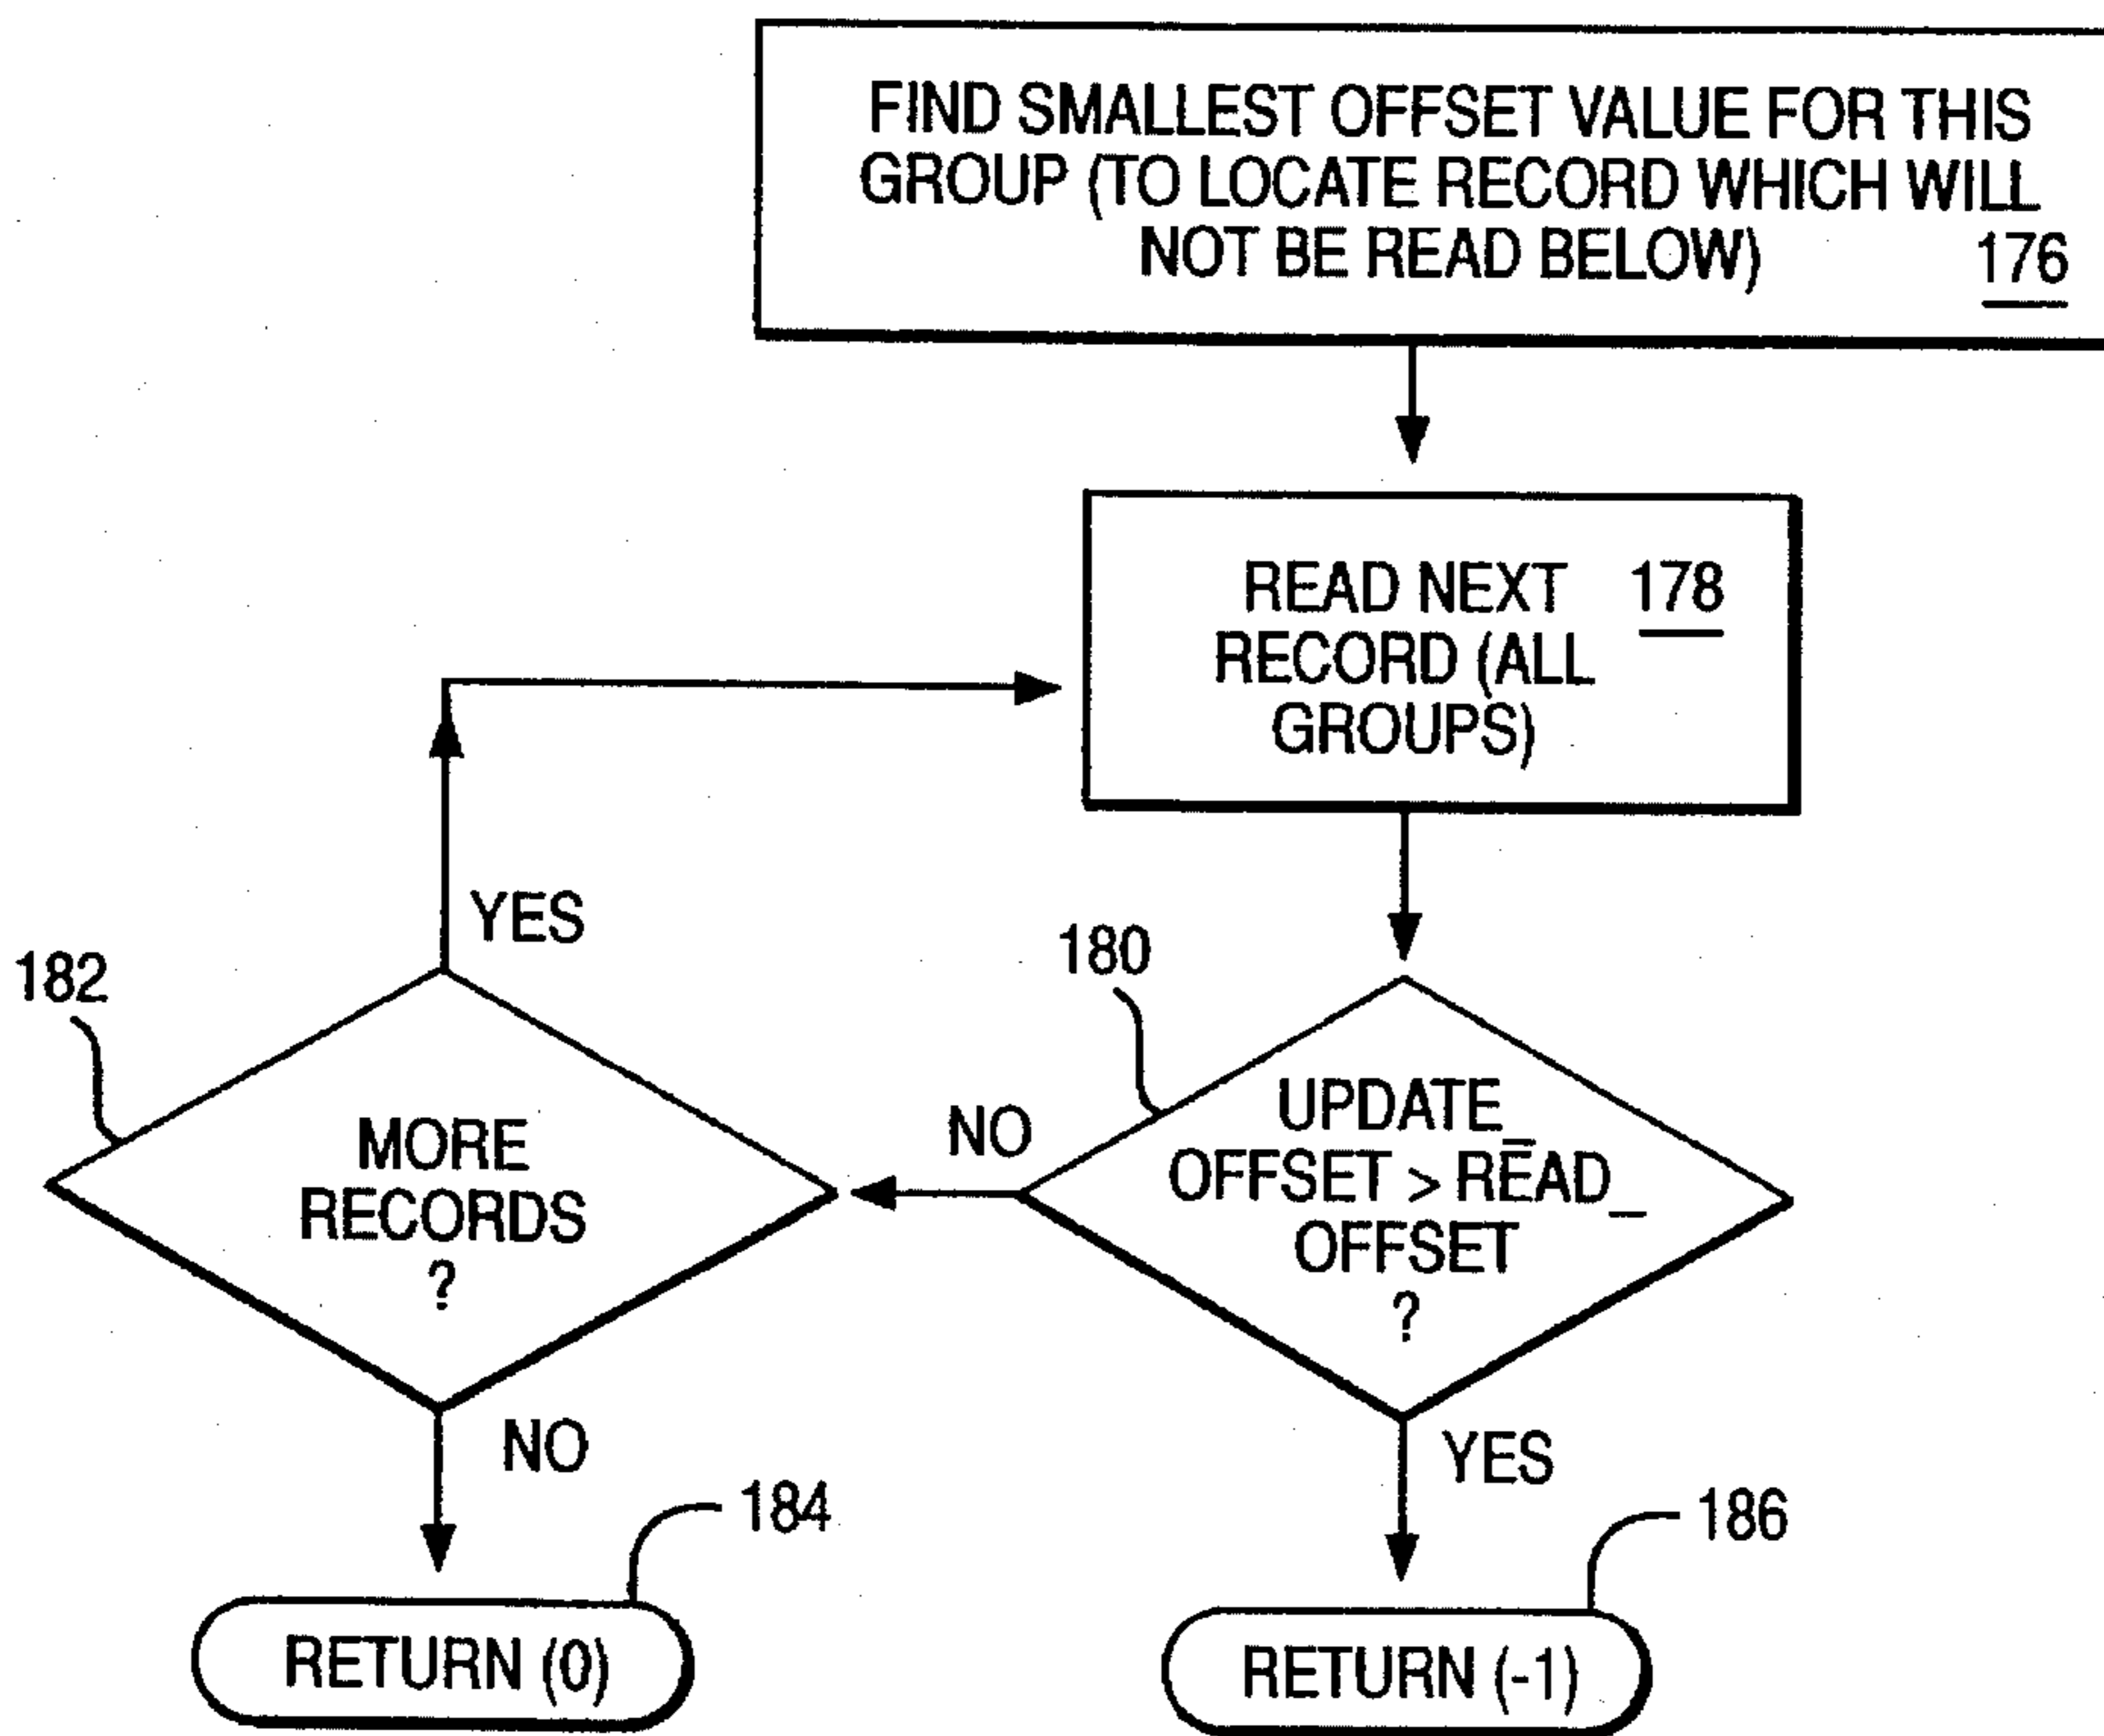 FIND SMALLEST OFFSET VALUE FOR THIS
GROUP (TO LOCATE RECORD WHICH WILL
NOT BE READ BELOW)
176
READ NEXT 178
RECORD (ALL
GROUPS)
YES
182
180
MORE
RECORDS
?
NO
UPDATE_
OFFSET > READ_
OFFSET
?
NO
YES
184
186
RETURN (0)
RETURN (-1)